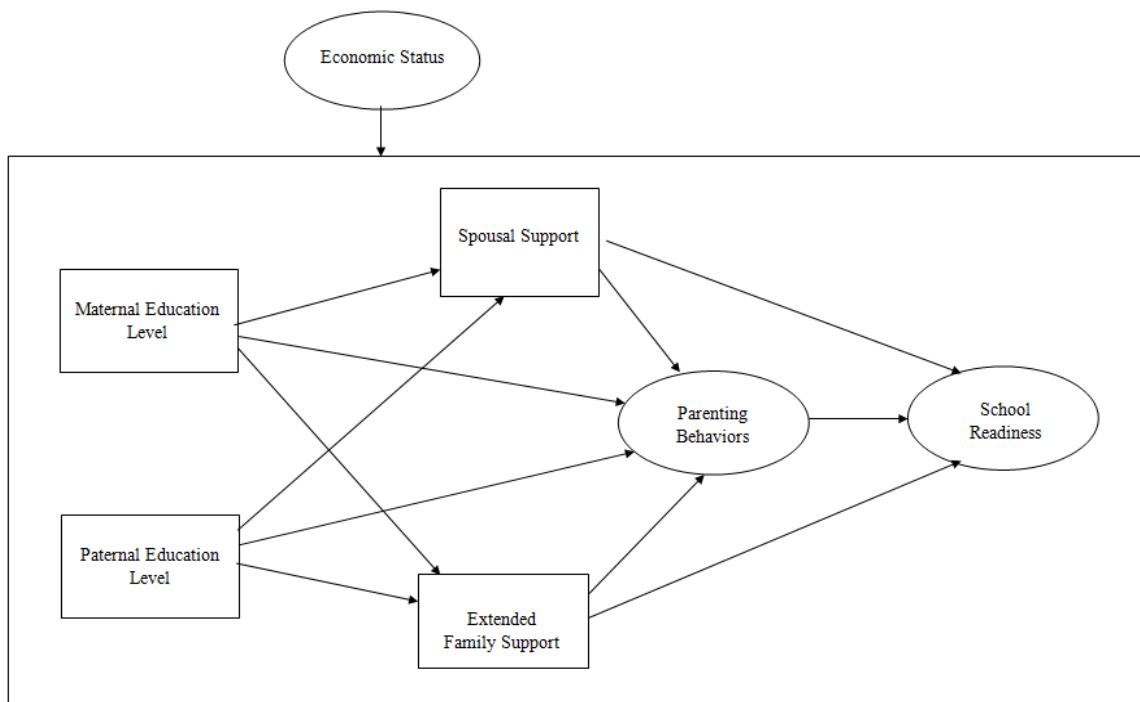 Economic Status
Spousal Support
Maternal Education
Level
Parenting
Behaviors
School
Readiness
Paternal Education
Level
Extended
Family Support